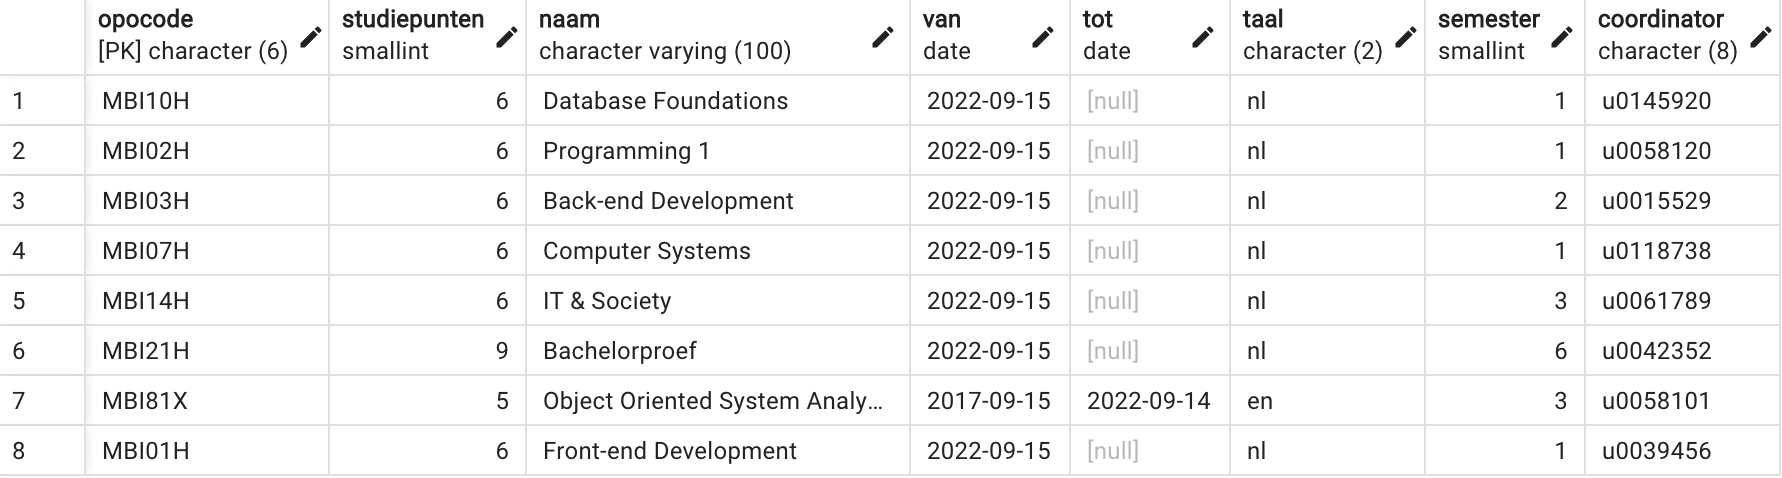 opocode studiepunten naam van tot taal semester coordinator
[PK] character (6) smallint character varying (100) date date character (2) smallint character (8)
1 MBI10H 6 Database Foundations 2022-09-15 [null] nl 1 u0145920
2 MBI02H 6 Programming 1 2022-09-15 [null] nl 1 u0058120
3 MBI03H 6 Back-end Development 2022-09-15 [null] nl 2 u0015529
4 MBI07H 6 Computer Systems 2022-09-15 [null] nl 1 u0118738
5 MBI14H 6 IT & Society 2022-09-15 [null] nl 3 u0061789
6 MBI21H 9 Bachelorproef 2022-09-15 [null] nl 6 u0042352
7 MBI81X 5 Object Oriented System Analy... 2017-09-15 2022-09-14 en 3 u0058101
8 MBI01H 6 Front-end Development 2022-09-15 [null] nl 1 u0039456